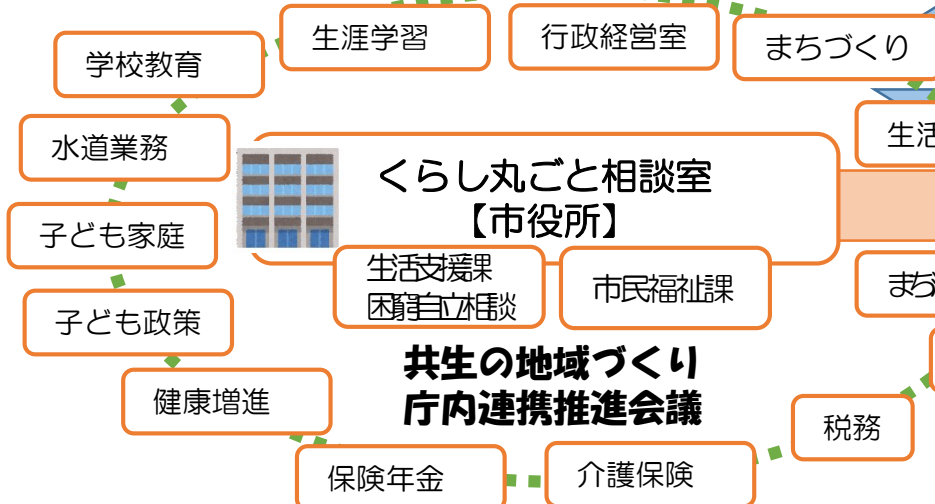 生涯学習
行政経営室
まちづくり
学校教育
水道業務
生活
くらし丸ごと相談室
【市役所】
子ども家庭
生活支援課
困窮自立相談
市民福祉課
子ども政策
共生の地域づくり
庁内連携推進会議
健康増進
税務
保険年金
介護保険